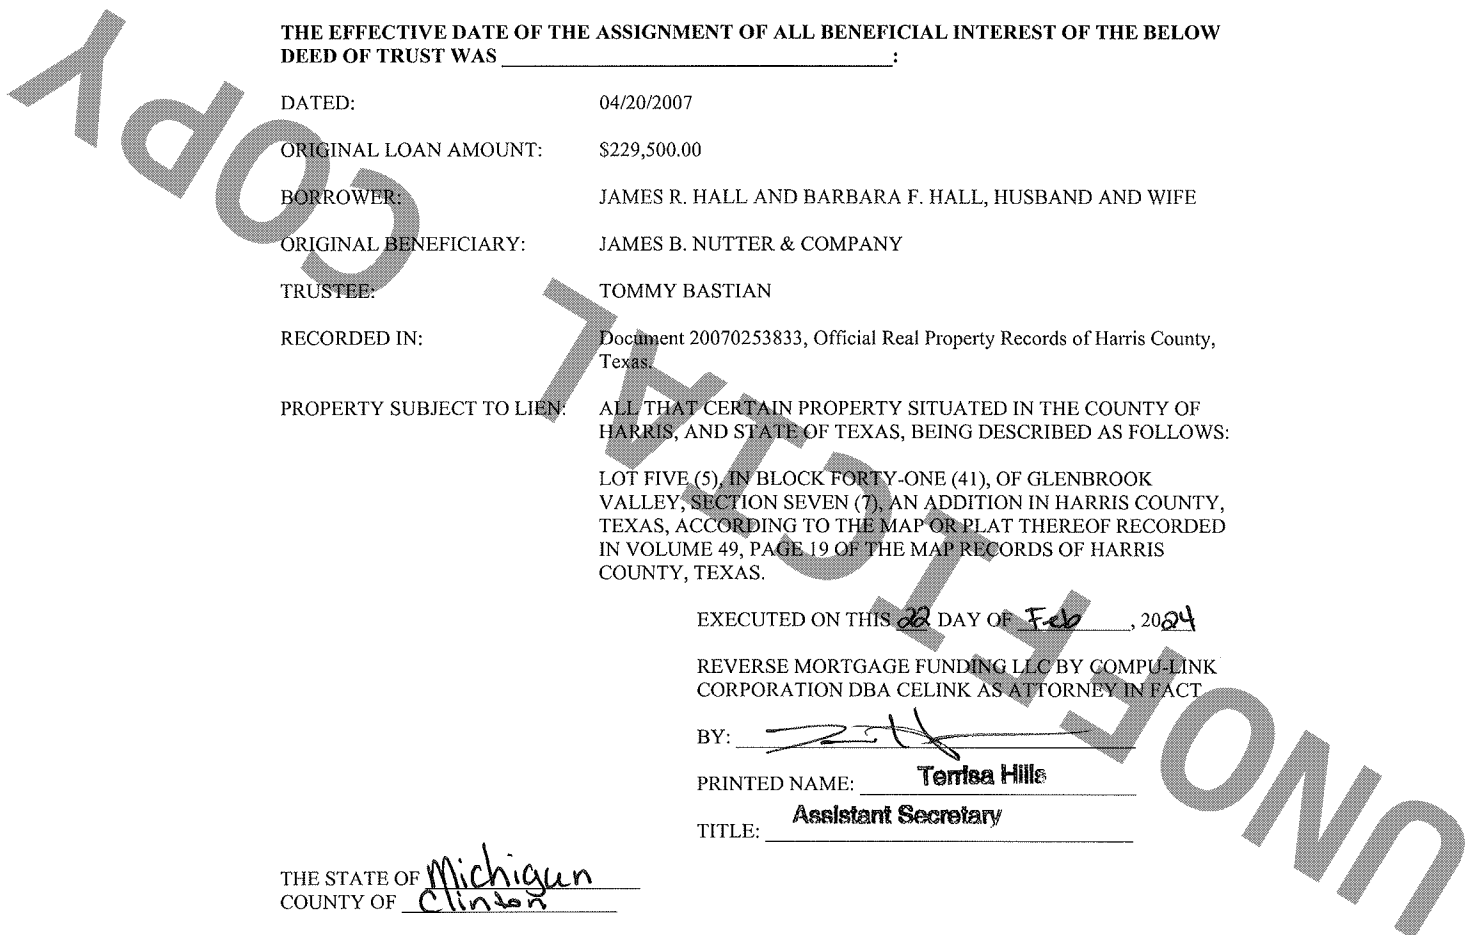 THE EFFECTIVE DATE OF THE ASSIGNMENT OF ALL BENEFICIAL INTEREST OF THE BELOW
DEED OF TRUST WAS ____________________:
DATED: 04/20/2007
ORIGINAL LOAN AMOUNT: $229,500.00
BORROWER: JAMES R. HALL AND BARBARA F. HALL, HUSBAND AND WIFE
ORIGINAL BENEFICIARY: JAMES B. NUTTER & COMPANY
TRUSTEE: TOMMY BASTIAN
RECORDED IN: Document 20070253833, Official Real Property Records of Harris County,
Texas.
PROPERTY SUBJECT TO LIEN: ALL THAT CERTAIN PROPERTY SITUATED IN THE COUNTY OF
HARRIS, AND STATE OF TEXAS, BEING DESCRIBED AS FOLLOWS:
LOT FIVE (5), IN BLOCK FORTY-ONE (41), OF GLENBROOK
VALLEY, SECTION SEVEN (7), AN ADDITION IN HARRIS COUNTY,
TEXAS, ACCORDING TO THE MAP OR PLAT THEREOF RECORDED
IN VOLUME 49, PAGE 19 OF THE MAP RECORDS OF HARRIS
COUNTY, TEXAS.
EXECUTED ON THIS 22 DAY OF Feb, 2024
REVERSE MORTGAGE FUNDING LLC BY COMPU-LINK
CORPORATION DBA CELINK AS ATTORNEY IN FACT
BY:
PRINTED NAME: Terrisa Hills
TITLE: Assistant Secretary
THE STATE OF Michigan
COUNTY OF Clinton
UNOFFICIAL COPY